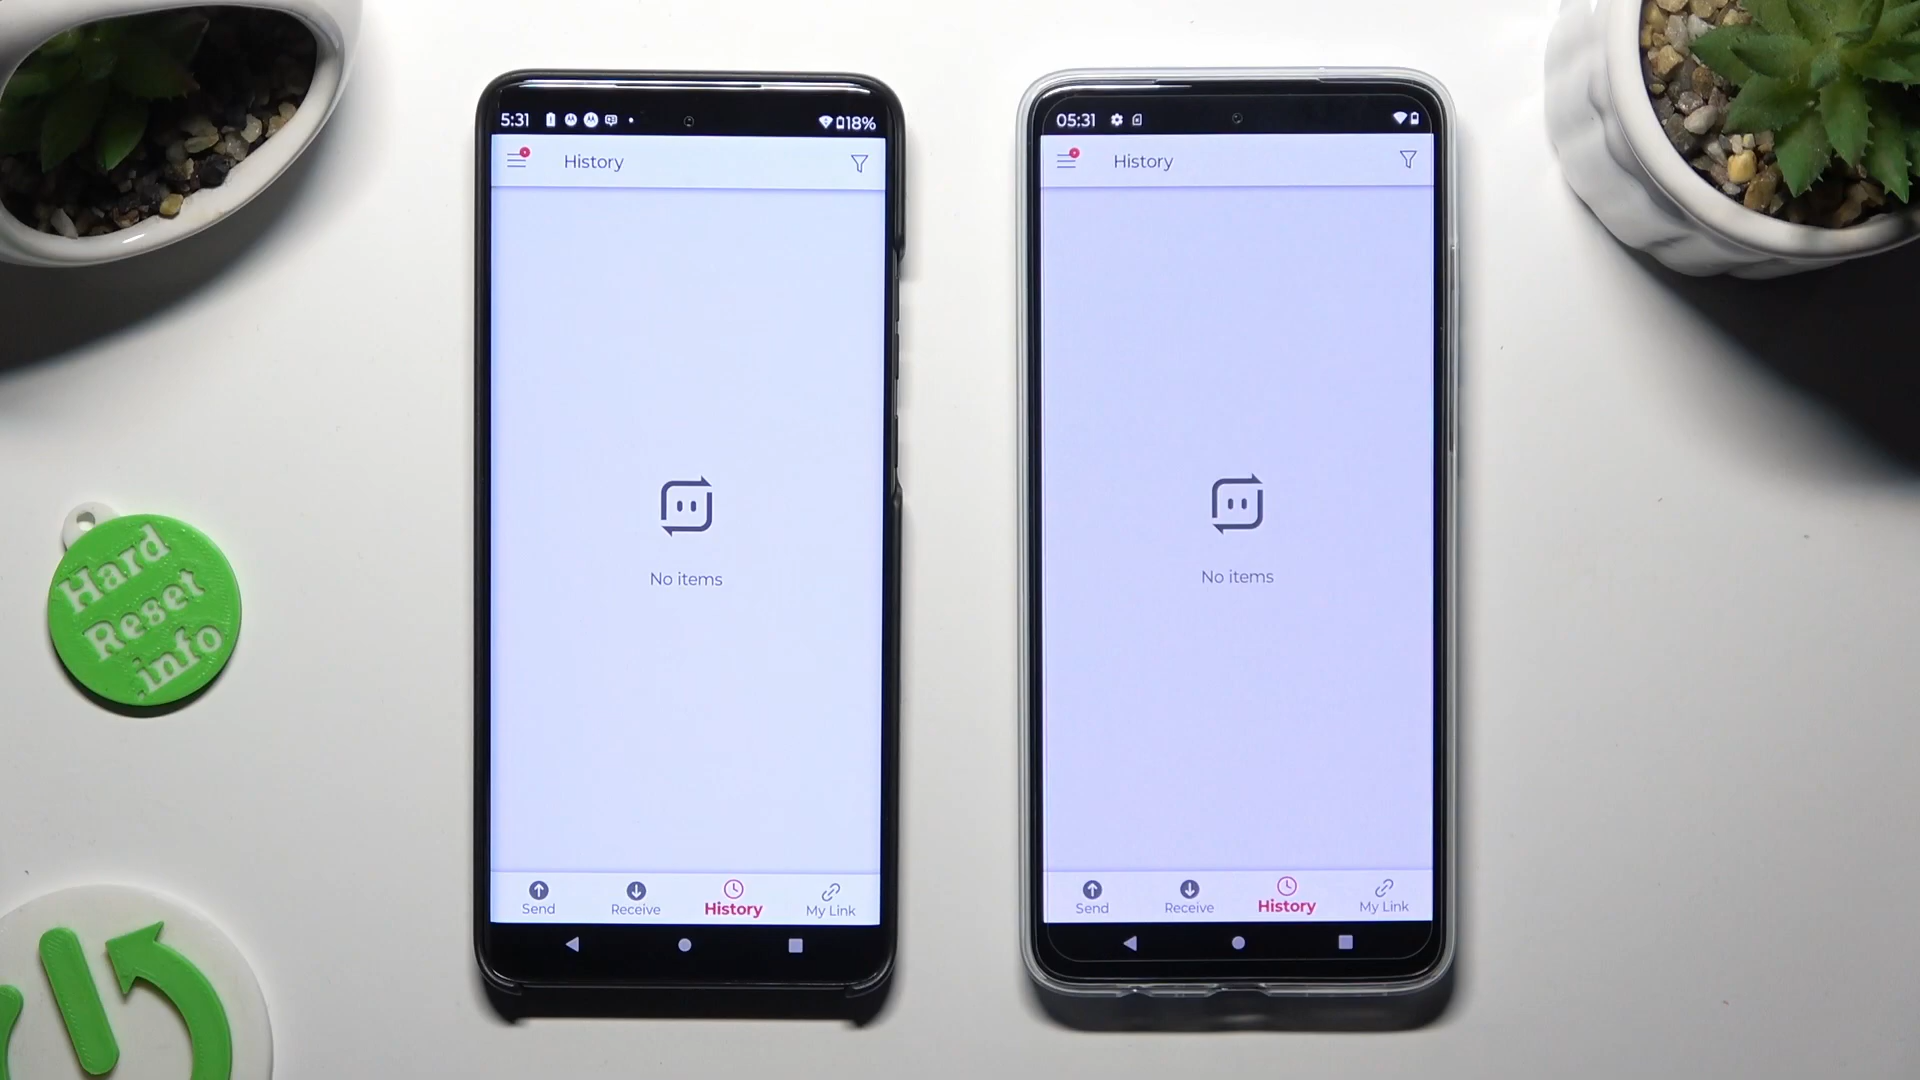 5:31
18%
History
No items
Send
Receive
History
My Link
05:31
History
No items
Send
Receive
History
My Link
Hard
Reset
info